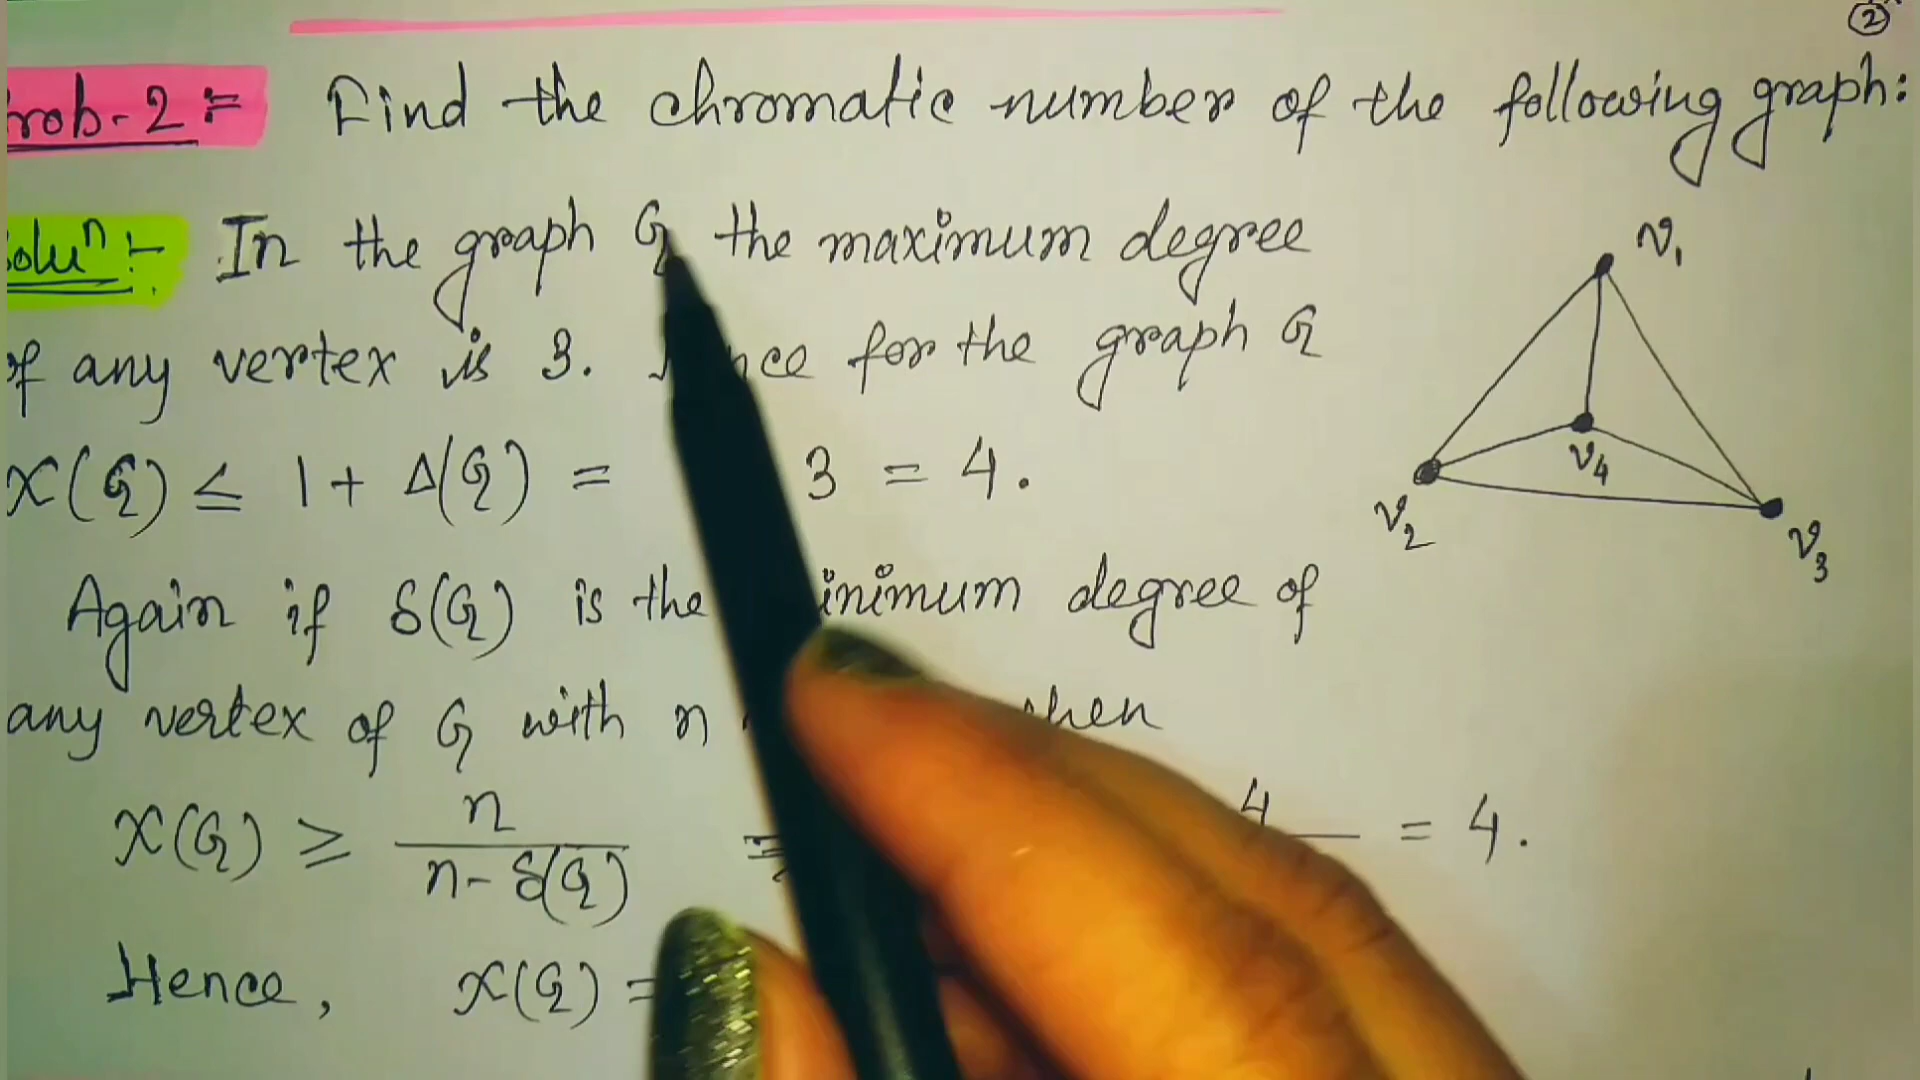 ②
rob-2:- Find the chromatic number of the following graph:
Soluⁿ:- In the graph G the maximum degree
of any vertex is 3. for the graph G
χ(G) ≤ 1 + Δ(G) = 3 = 4.
Again if δ(G) is the inimum degree of
any vertex of G with n then
χ(G) ≥ n / n - δ(G) = 4 = 4.
Hence, χ(G) =
v₁
v₄
v₂
v₃